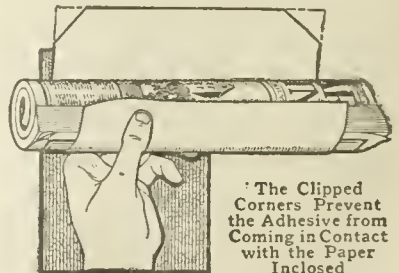 The Clipped
Corners Prevent
the Adhesive from
Coming in Contact
with the Paper
Inclosed